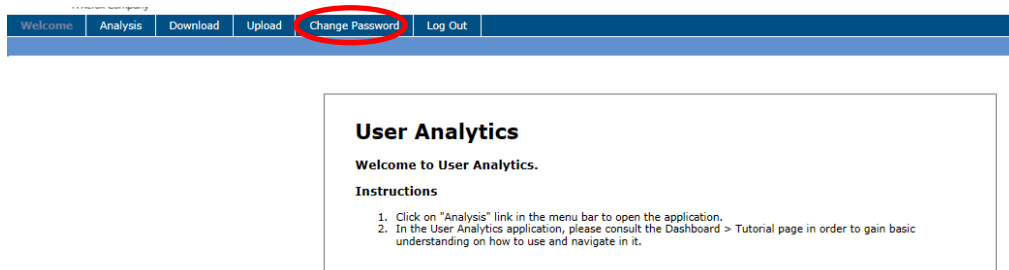 Company
Welcome Analysis Download Upload Change Password Log Out
User Analytics
Welcome to User Analytics.
Instructions
1. Click on "Analysis" link in the menu bar to open the application.
2. In the User Analytics application, please consult the Dashboard > Tutorial page in order to gain basic
understanding on how to use and navigate in it.